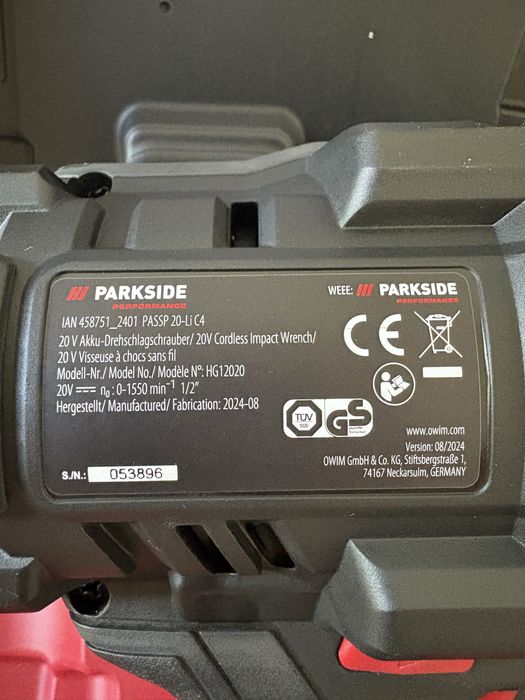 PARKSIDE
PERFORMANCE
IAN 458751_2401 PASSP 20-Li C4
20 V Akku-Drehschlagschrauber/ 20V Cordless Impact Wrench/
20 V Visseuse à chocs sans fil
Modell-Nr./ Model No./ Modèle N°: HG12020
20V ⎓ n₀ : 0-1550 min⁻¹ 1/2"
Hergestellt/ Manufactured/ Fabrication: 2024-08
S./N.: 053896
WEEE: PARKSIDE
PERFORMANCE
CE
TÜV
SÜD
GS
www.owim.com
Version: 08/2024
OWIM GmbH & Co. KG, Stiftsbergstraße 1,
74167 Neckarsulm, GERMANY